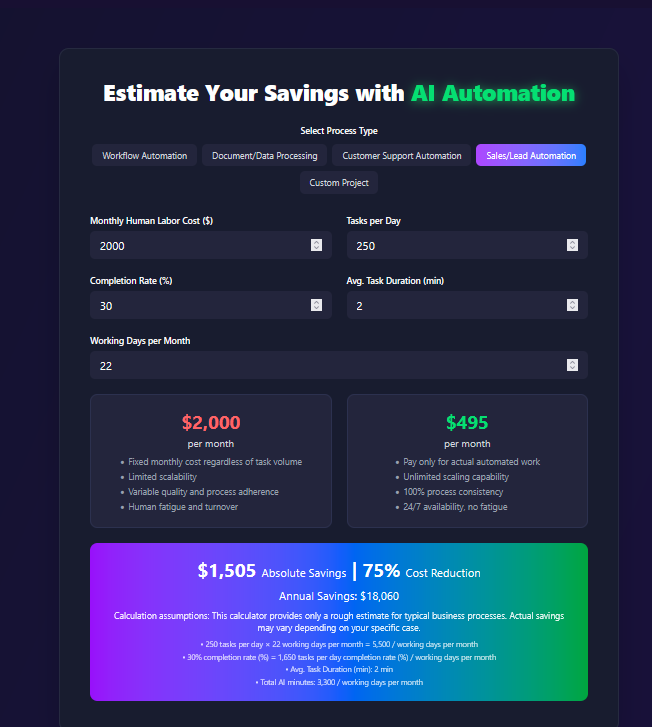 Estimate Your Savings with AI Automation
Select Process Type
Workflow Automation Document/Data Processing Customer Support Automation Sales/Lead Automation
Custom Project
Monthly Human Labor Cost ($) Tasks per Day
2000 250
Completion Rate (%) Avg. Task Duration (min)
30 2
Working Days per Month
22
$2,000
per month
• Fixed monthly cost regardless of task volume
• Limited scalability
• Variable quality and process adherence
• Human fatigue and turnover
$495
per month
• Pay only for actual automated work
• Unlimited scaling capability
• 100% process consistency
• 24/7 availability, no fatigue
$1,505 Absolute Savings | 75% Cost Reduction
Annual Savings: $18,060
Calculation assumptions: This calculator provides only a rough estimate for typical business processes. Actual savings
may vary depending on your specific case.
• 250 tasks per day × 22 working days per month = 5,500 / working days per month
• 30% completion rate (%) = 1,650 tasks per day completion rate (%) / working days per month
• Avg. Task Duration (min): 2 min
• Total AI minutes: 3,300 / working days per month